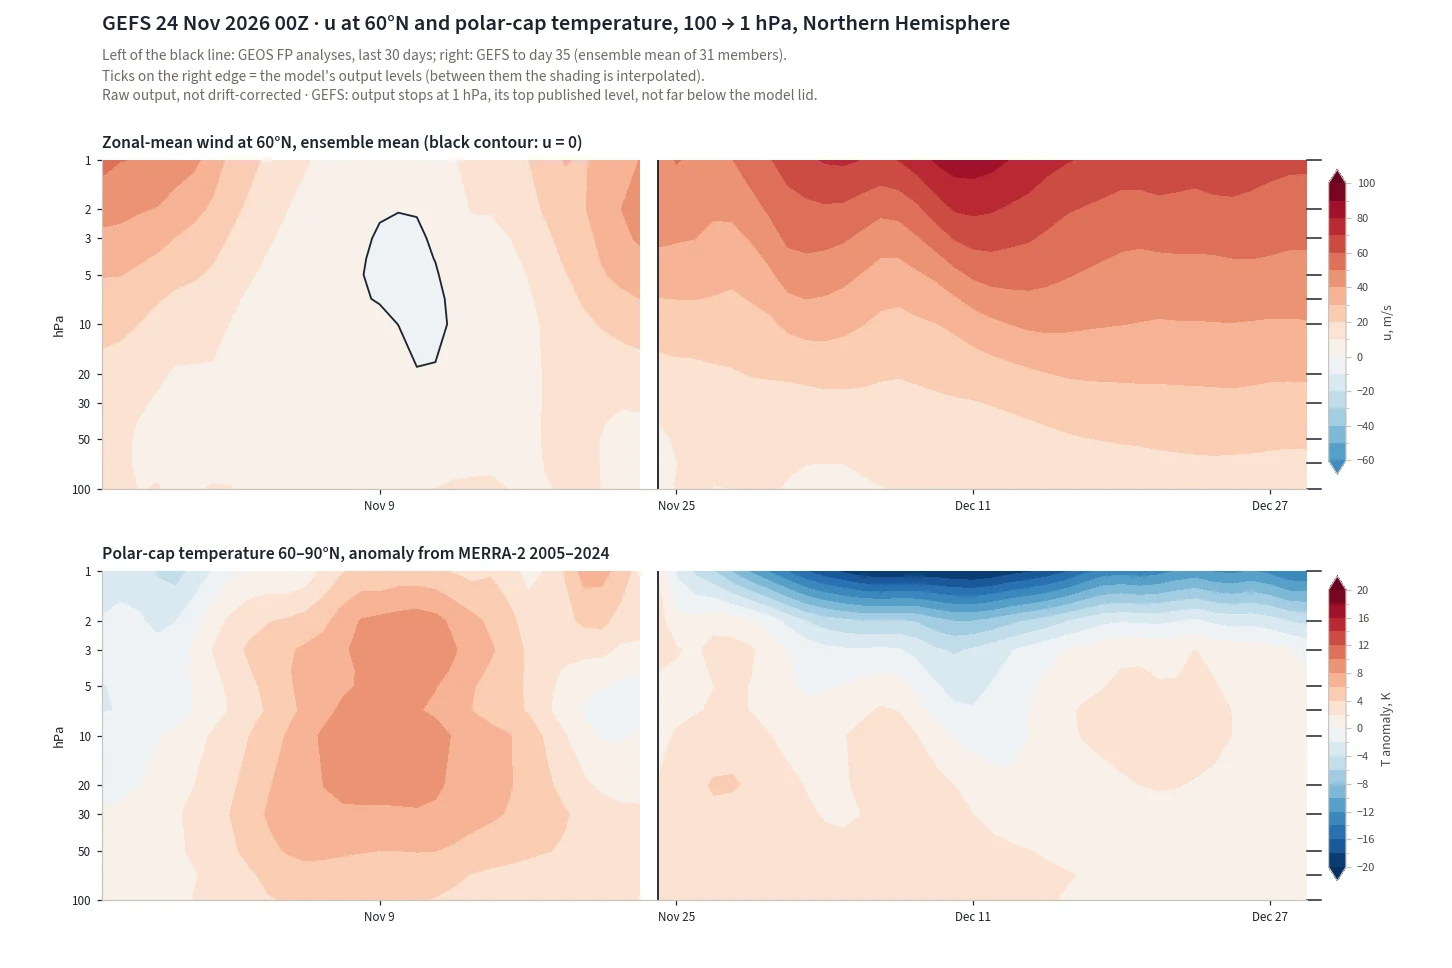 GEFS 24 Nov 2026 00Z · u at 60°N and polar-cap temperature, 100 → 1 hPa, Northern Hemisphere
Left of the black line: GEOS FP analyses, last 30 days; right: GEFS to day 35 (ensemble mean of 31 members).
Ticks on the right edge = the model's output levels (between them the shading is interpolated).
Raw output, not drift-corrected · GEFS: output stops at 1 hPa, its top published level, not far below the model lid.
Zonal-mean wind at 60°N, ensemble mean (black contour: u = 0)
1
2
3
5
10
20
30
50
100
hPa
Nov 9
Nov 25
Dec 11
Dec 27
100
80
60
40
20
0
−20
−40
−60
u, m/s
Polar-cap temperature 60–90°N, anomaly from MERRA-2 2005–2024
1
2
3
5
10
20
30
50
100
hPa
Nov 9
Nov 25
Dec 11
Dec 27
20
16
12
8
4
0
−4
−8
−12
−16
−20
T anomaly, K